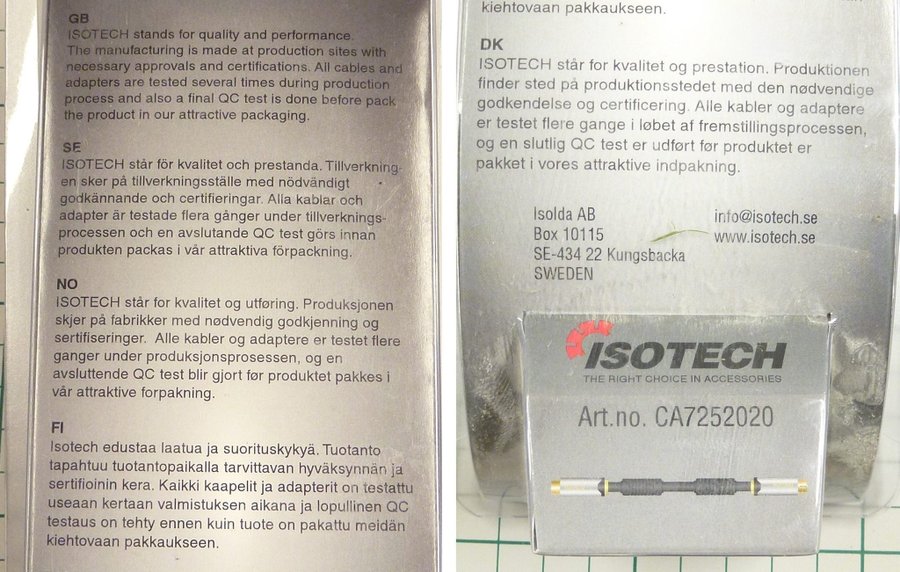 GB
ISOTECH stands for quality and performance.
The manufacturing is made at production sites with
necessary approvals and certifications. All cables and
adapters are tested several times during production
process and also a final QC test is done before pack
the product in our attractive packaging.
SE
ISOTECH står för kvalitet och prestanda. Tillverkning-
en sker på tillverkningsställe med nödvändigt
godkännande och certifieringar. Alla kablar och
adapter är testade flera gånger under tillverknings-
processen och en avslutande QC test görs innan
produkten packas i vår attraktiva förpackning.
NO
ISOTECH står for kvalitet og utføring. Produksjonen
skjer på fabrikker med nødvendig godkjenning og
sertifiseringer. Alle kabler og adaptere er testet flere
ganger under produksjonsprosessen, og en
avsluttende QC test blir gjort før produktet pakkes i
vår attraktive forpakning.
FI
Isotech edustaa laatua ja suorituskykyä. Tuotanto
tapahtuu tuotantopaikalla tarvittavan hyväksynnän ja
sertifioinin kera. Kaikki kaapelit ja adapterit on testattu
useaan kertaan valmistuksen aikana ja lopullinen QC
testaus on tehty ennen kuin tuote on pakattu meidän
kiehtovaan pakkaukseen.
kiehtovaan pakkaukseen.
DK
ISOTECH står for kvalitet og prestation. Produktionen
finder sted på produktionsstedet med den nødvendige
godkendelse og certificering. Alle kabler og adaptere
er testet flere gange i løbet af fremstillingsprocessen,
og en slutlig QC test er udført før produktet er
pakket i vores attraktive indpakning.
Isolda AB info@isotech.se
Box 10115 www.isotech.se
SE-434 22 Kungsbacka
SWEDEN
ISOTECH
THE RIGHT CHOICE IN ACCESSORIES
Art.no. CA7252020